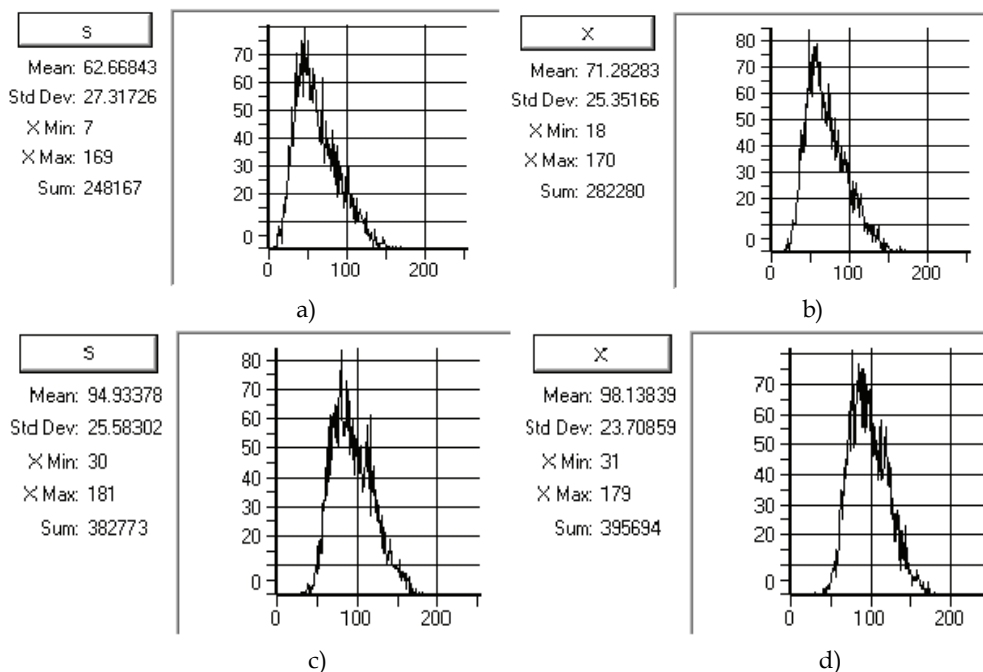 S
Mean: 62.66843
Std Dev: 27.31726
X Min: 7
X Max: 169
Sum: 248167
70
60
50
40
30
20
0
0 100 200
a)
X
Mean: 71.28283
Std Dev: 25.35166
X Min: 18
X Max: 170
Sum: 282280
80
70
60
50
40
30
20
0
0 100 200
b)
S
Mean: 94.93378
Std Dev: 25.58302
X Min: 30
X Max: 181
Sum: 382773
80
70
60
50
40
30
20
0
0 100 200
c)
X
Mean: 98.13839
Std Dev: 23.70859
X Min: 31
X Max: 179
Sum: 395694
70
60
50
40
30
20
0
0 100 200
d)